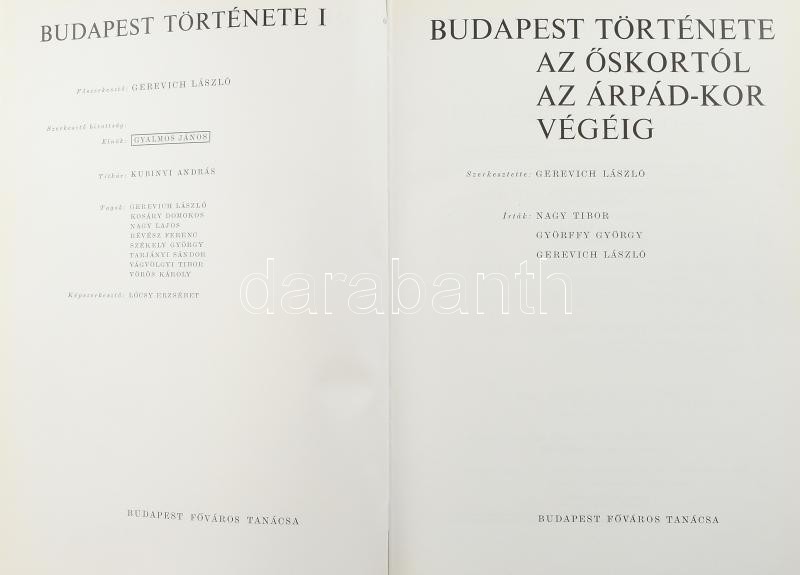 BUDAPEST TÖRTÉNETE I
Főszerkesztő: GEREVICH LÁSZLÓ
Szerkesztő bizottság:
Elnök: GYALMOS JÁNOS
Titkár: KUBINYI ANDRÁS
Tagok: GEREVICH LÁSZLÓ
KOSÁRY DOMOKOS
NAGY LAJOS
RÉVÉSZ FERENC
SZÉKELY GYÖRGY
TARJÁNYI SÁNDOR
VÁGVÖLGYI TIBOR
VÖRÖS KÁROLY
Képszerkesztő: LÓCSY ERZSÉBET
BUDAPEST FŐVÁROS TANÁCSA
BUDAPEST TÖRTÉNETE
AZ ŐSKORTÓL
AZ ÁRPÁD-KOR
VÉGÉIG
Szerkesztette: GEREVICH LÁSZLÓ
Írták: NAGY TIBOR
GYÖRFFY GYÖRGY
GEREVICH LÁSZLÓ
BUDAPEST FŐVÁROS TANÁCSA
darabanth